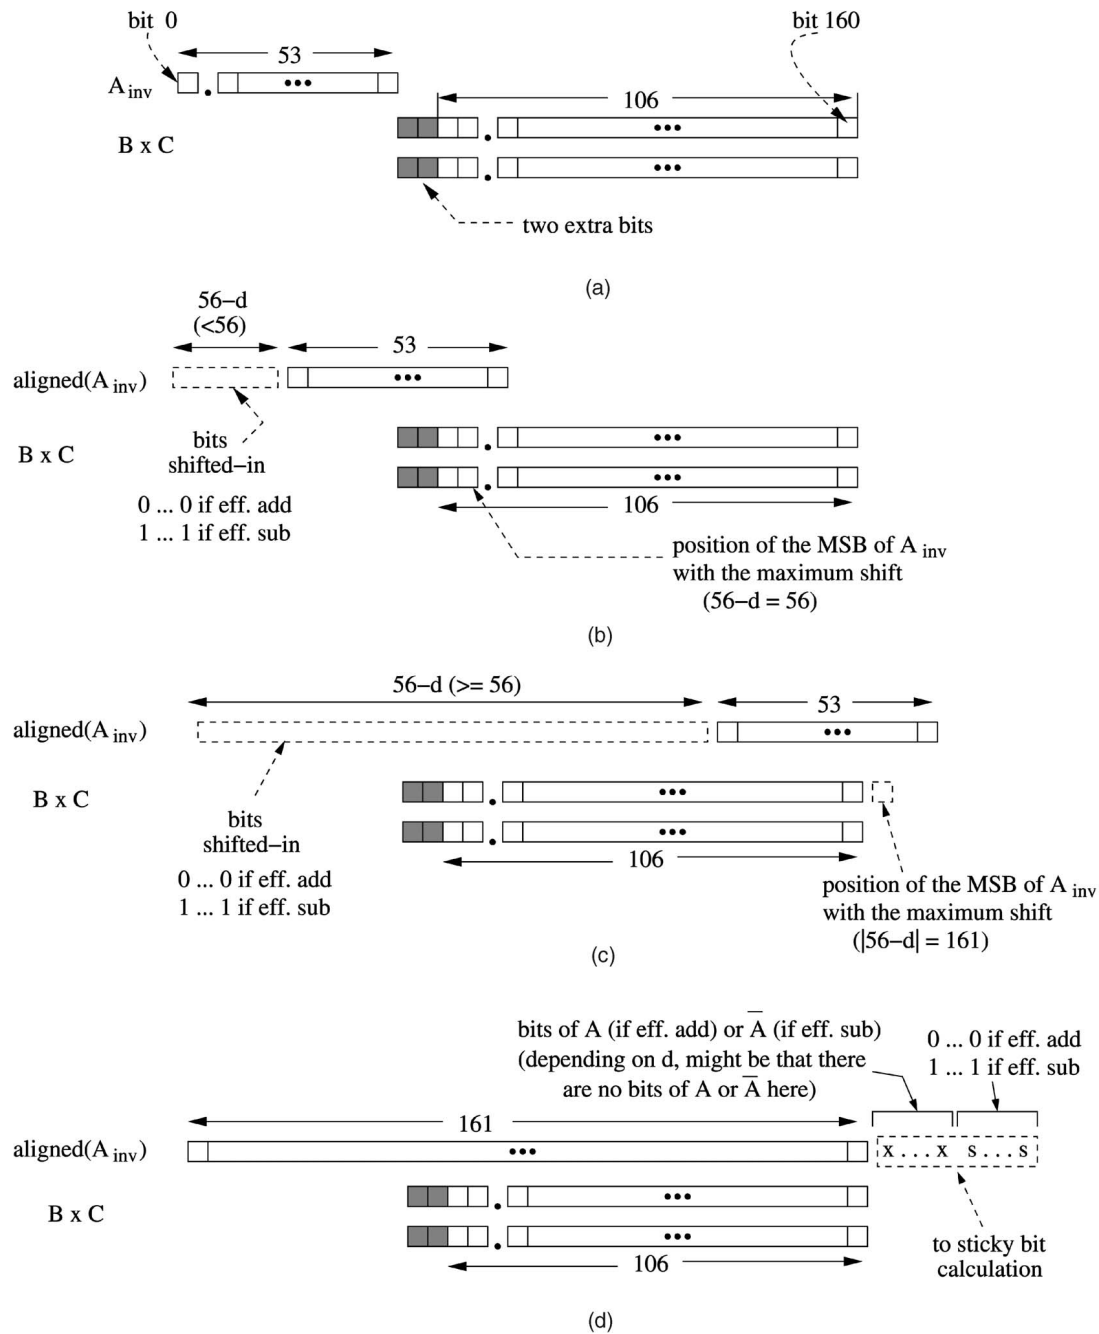 bit 0
bit 160
53
A inv
106
B x C
two extra bits
(a)
56−d
(<56)
53
aligned(A inv)
B x C
bits
shifted−in
0 ... 0 if eff. add
1 ... 1 if eff. sub
106
position of the MSB of A inv
with the maximum shift
(56−d = 56)
(b)
56−d (>= 56)
53
aligned(A inv)
B x C
bits
shifted−in
0 ... 0 if eff. add
1 ... 1 if eff. sub
106
position of the MSB of A inv
with the maximum shift
(|56−d| = 161)
(c)
bits of A (if eff. add) or A̅ (if eff. sub)
(depending on d, might be that there
are no bits of A or A̅ here)
0 ... 0 if eff. add
1 ... 1 if eff. sub
161
aligned(A inv)
x . . . x s . . . s
B x C
106
to sticky bit
calculation
(d)